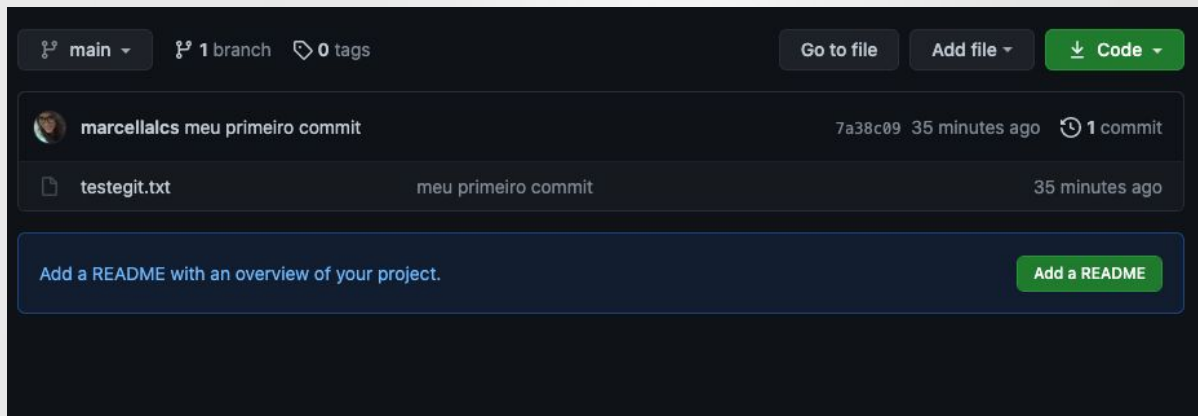 main 1 branch 0 tags Go to file Add file Code
marcellalcs meu primeiro commit 7a38c09 35 minutes ago 1 commit
testegit.txt meu primeiro commit 35 minutes ago
Add a README with an overview of your project. Add a README